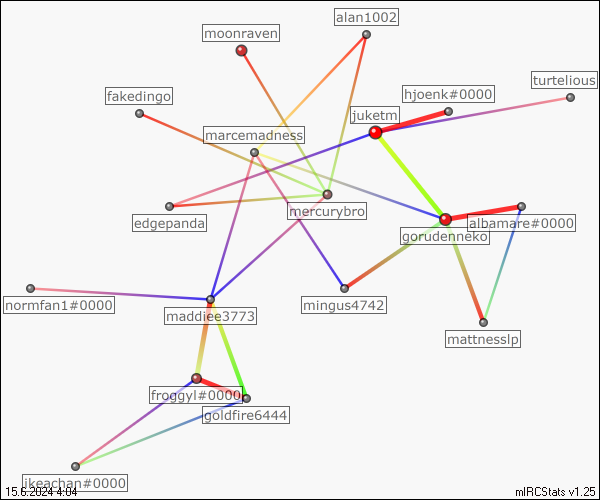 alan1002
moonraven
turtelious
hjoenk#0000
fakedingo
juketm
marcemadness
mercurybro
edgepanda
albamare#0000
gorudenneko
normfan1#0000
mingus4742
maddiee3773
mattnesslp
froggyl#0000
goldfire6444
ikeachan#0000
15.6.2024 4:04
mIRCStats v1.25